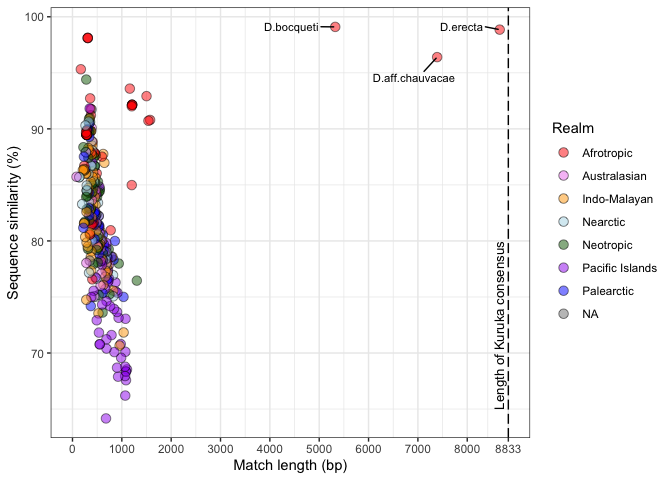 100
90
80
70
Sequence similarity (%)
D.bocqueti
D.erecta
D.aff.chauvacae
Length of Kuruka consensus
0
1000
2000
3000
4000
5000
6000
7000
8000
8833
Match length (bp)
Realm
Afrotropic
Australasian
Indo-Malayan
Nearctic
Neotropic
Pacific Islands
Palearctic
NA